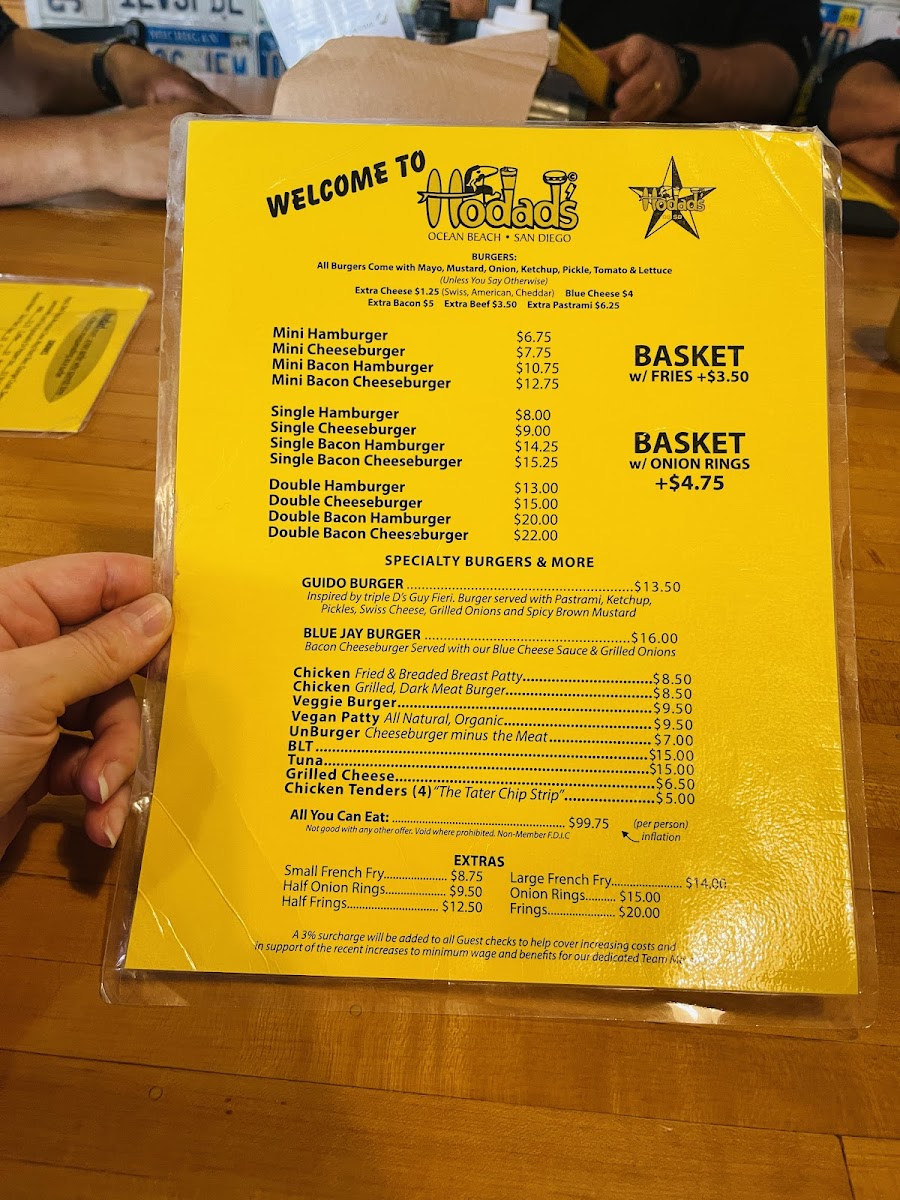 WELCOME TO
Hodad's
OCEAN BEACH • SAN DIEGO
Hodad's
BURGERS:
All Burgers Come with Mayo, Mustard, Onion, Ketchup, Pickle, Tomato & Lettuce
(Unless You Say Otherwise)
Extra Cheese $1.25 (Swiss, American, Cheddar) Blue Cheese $4
Extra Bacon $5 Extra Beef $3.50 Extra Pastrami $6.25
Mini Hamburger $6.75
Mini Cheeseburger $7.75
Mini Bacon Hamburger $10.75
Mini Bacon Cheeseburger $12.75
BASKET
w/ FRIES +$3.50
Single Hamburger $8.00
Single Cheeseburger $9.00
Single Bacon Hamburger $14.25
Single Bacon Cheeseburger $15.25
BASKET
w/ ONION RINGS
+$4.75
Double Hamburger $13.00
Double Cheeseburger $15.00
Double Bacon Hamburger $20.00
Double Bacon Cheeseburger $22.00
SPECIALTY BURGERS & MORE
GUIDO BURGER $13.50
Inspired by triple D's Guy Fieri. Burger served with Pastrami, Ketchup,
Pickles, Swiss Cheese, Grilled Onions and Spicy Brown Mustard
BLUE JAY BURGER $16.00
Bacon Cheeseburger Served with our Blue Cheese Sauce & Grilled Onions
Chicken Fried & Breaded Breast Patty $8.50
Chicken Grilled, Dark Meat Burger $8.50
Veggie Burger $9.50
Vegan Patty All Natural, Organic $9.50
UnBurger Cheeseburger minus the Meat $7.00
BLT $15.00
Tuna $15.00
Grilled Cheese $6.50
Chicken Tenders (4) "The Tater Chip Strip" $5.00
All You Can Eat: $99.75 (per person)
Not good with any other offer. Void where prohibited. Non-Member F.D.I.C
inflation
EXTRAS
Small French Fry $8.75
Half Onion Rings $9.50
Half Frings $12.50
Large French Fry $14.00
Onion Rings $15.00
Frings $20.00
A 3% surcharge will be added to all Guest checks to help cover increasing costs and
in support of the recent increases to minimum wage and benefits for our dedicated Team